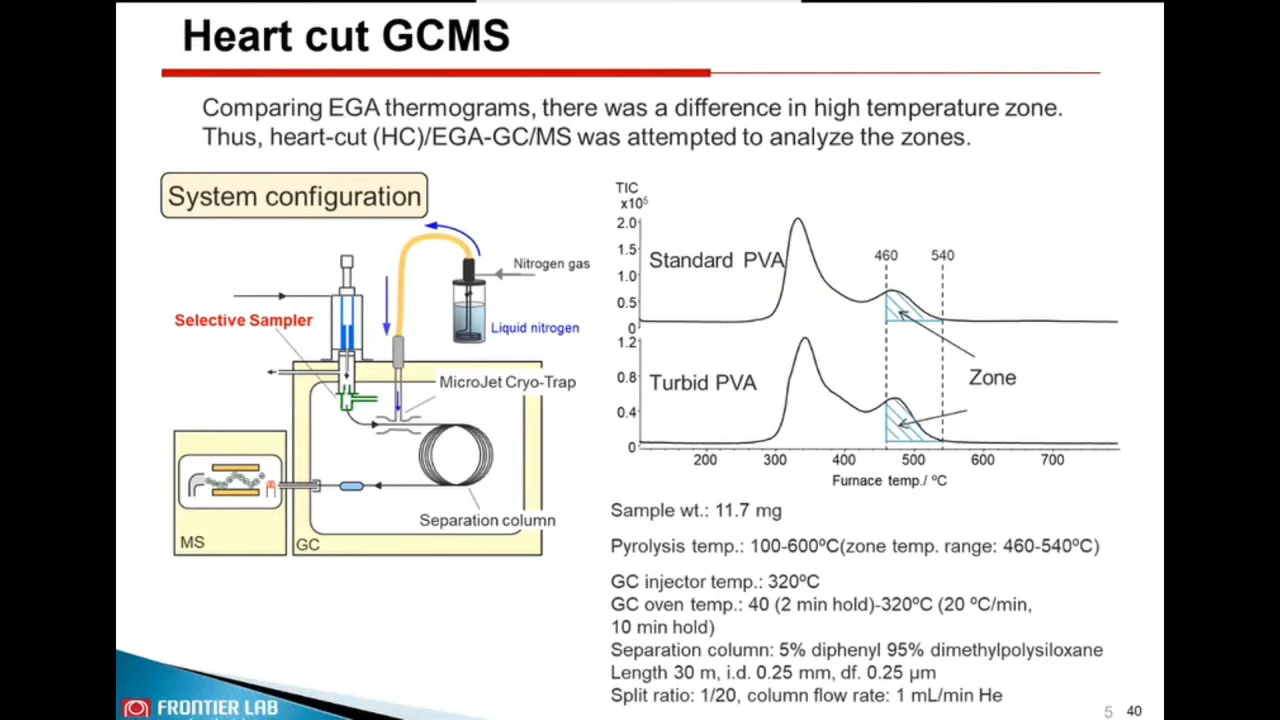 Heart cut GCMS
Comparing EGA thermograms, there was a difference in high temperature zone.
Thus, heart-cut (HC)/EGA-GC/MS was attempted to analyze the zones.
System configuration
Nitrogen gas
Selective Sampler
Liquid nitrogen
MicroJet Cryo-Trap
Separation column
MS
GC
TIC
x10⁵
2.0
1.5
1.0
0.5
0
Standard PVA
460
540
Zone
1.2
0.8
0.4
0
Turbid PVA
200 300 400 500 600 700
Furnace temp./ ºC
Sample wt.: 11.7 mg
Pyrolysis temp.: 100-600ºC(zone temp. range: 460-540ºC)
GC injector temp.: 320ºC
GC oven temp.: 40 (2 min hold)-320ºC (20 ºC/min,
10 min hold)
Separation column: 5% diphenyl 95% dimethylpolysiloxane
Length 30 m, i.d. 0.25 mm, df. 0.25 µm
Split ratio: 1/20, column flow rate: 1 mL/min He
FRONTIER LAB
5 40